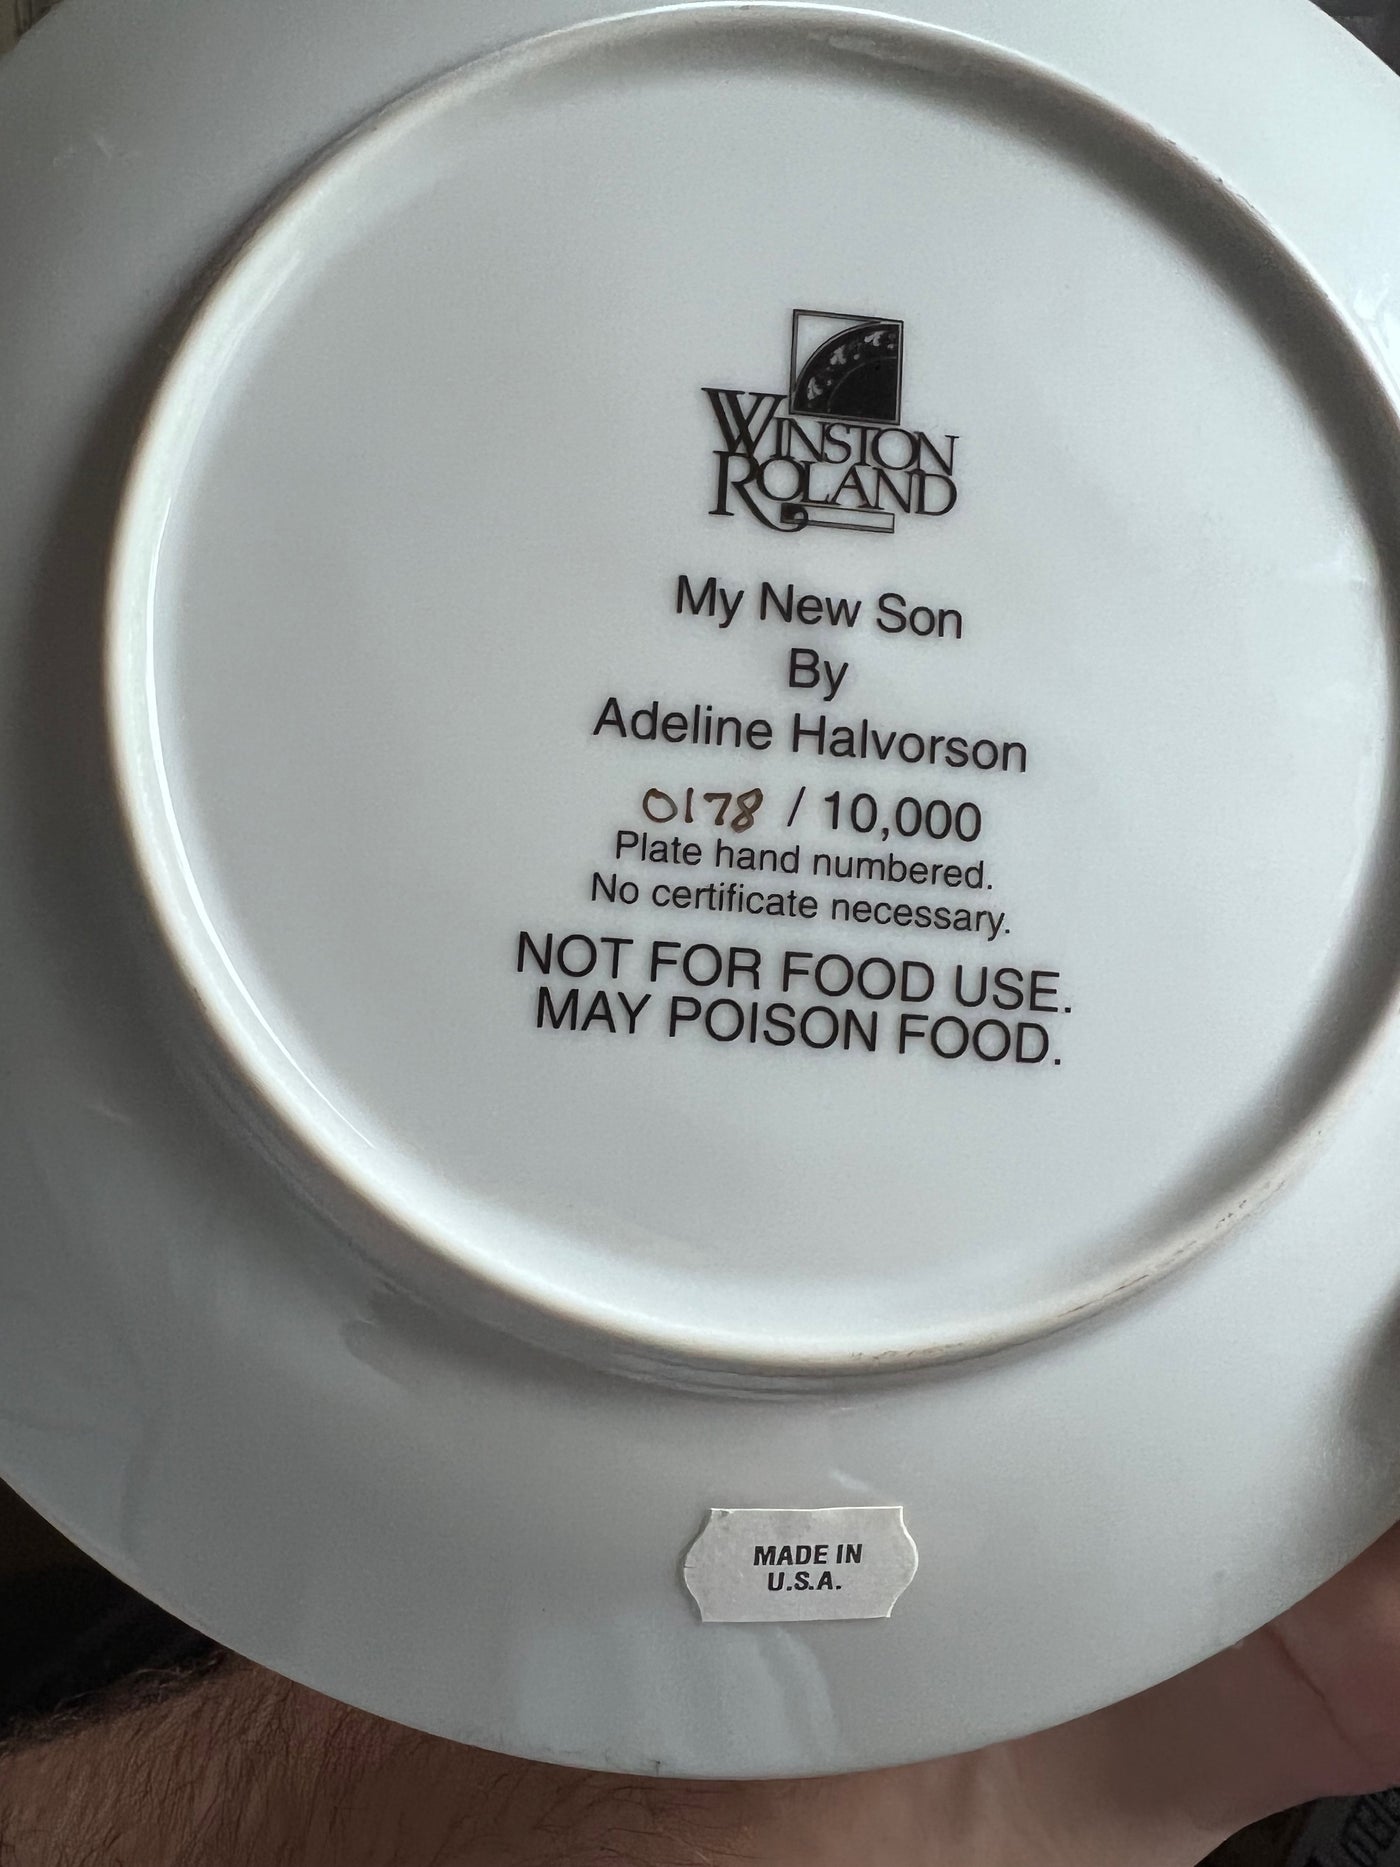 WINSTON
ROLAND
My New Son
By
Adeline Halvorson
0178 / 10,000
Plate hand numbered.
No certificate necessary.
NOT FOR FOOD USE.
MAY POISON FOOD.
MADE IN
U.S.A.